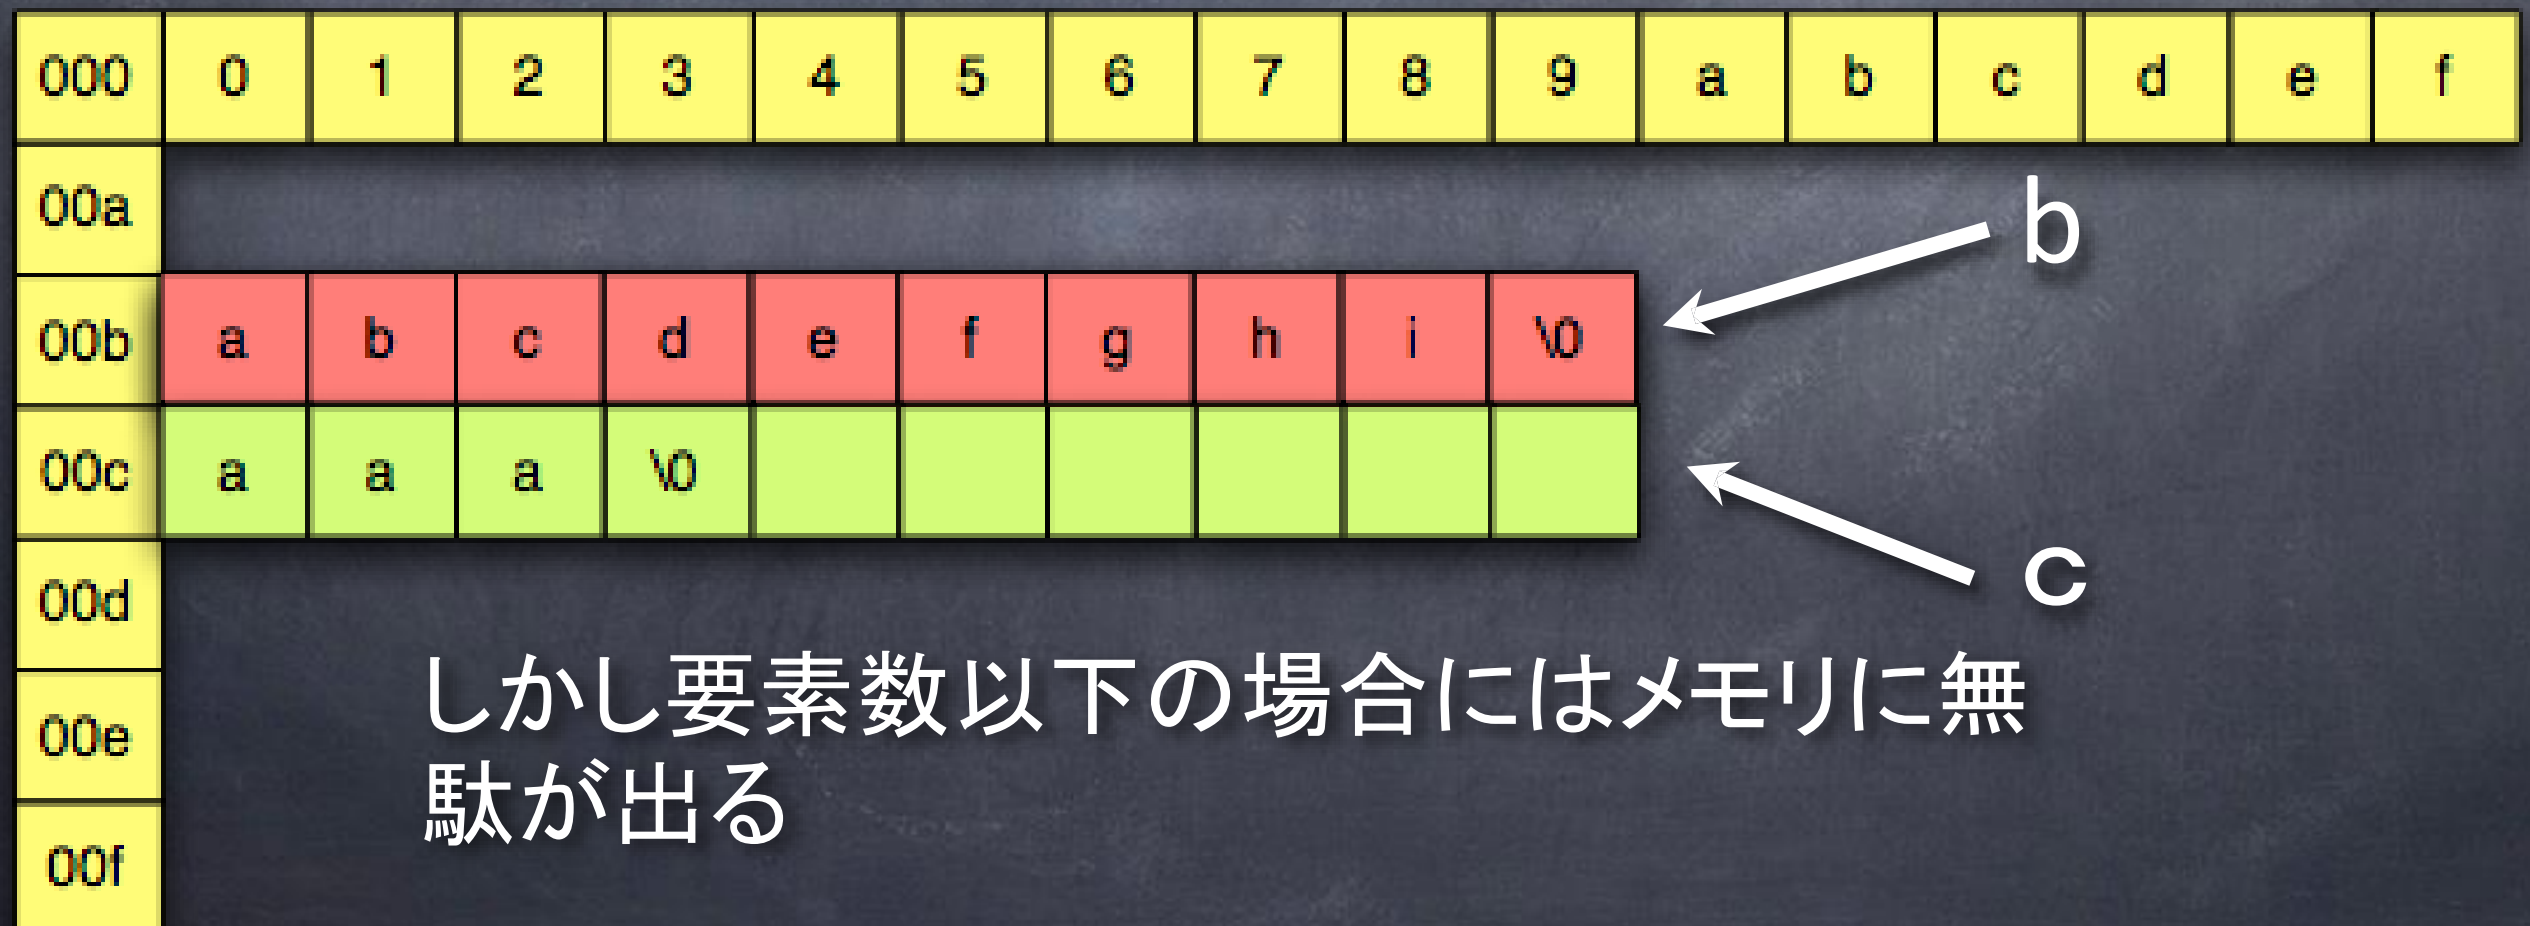 000 0 1 2 3 4 5 6 7 8 9 a b c d e f
00a
b
00b a b c d e f g h i \0
00c a a a \0
c
00d
しかし要素数以下の場合にはメモリに無
00e
駄が出る
00f